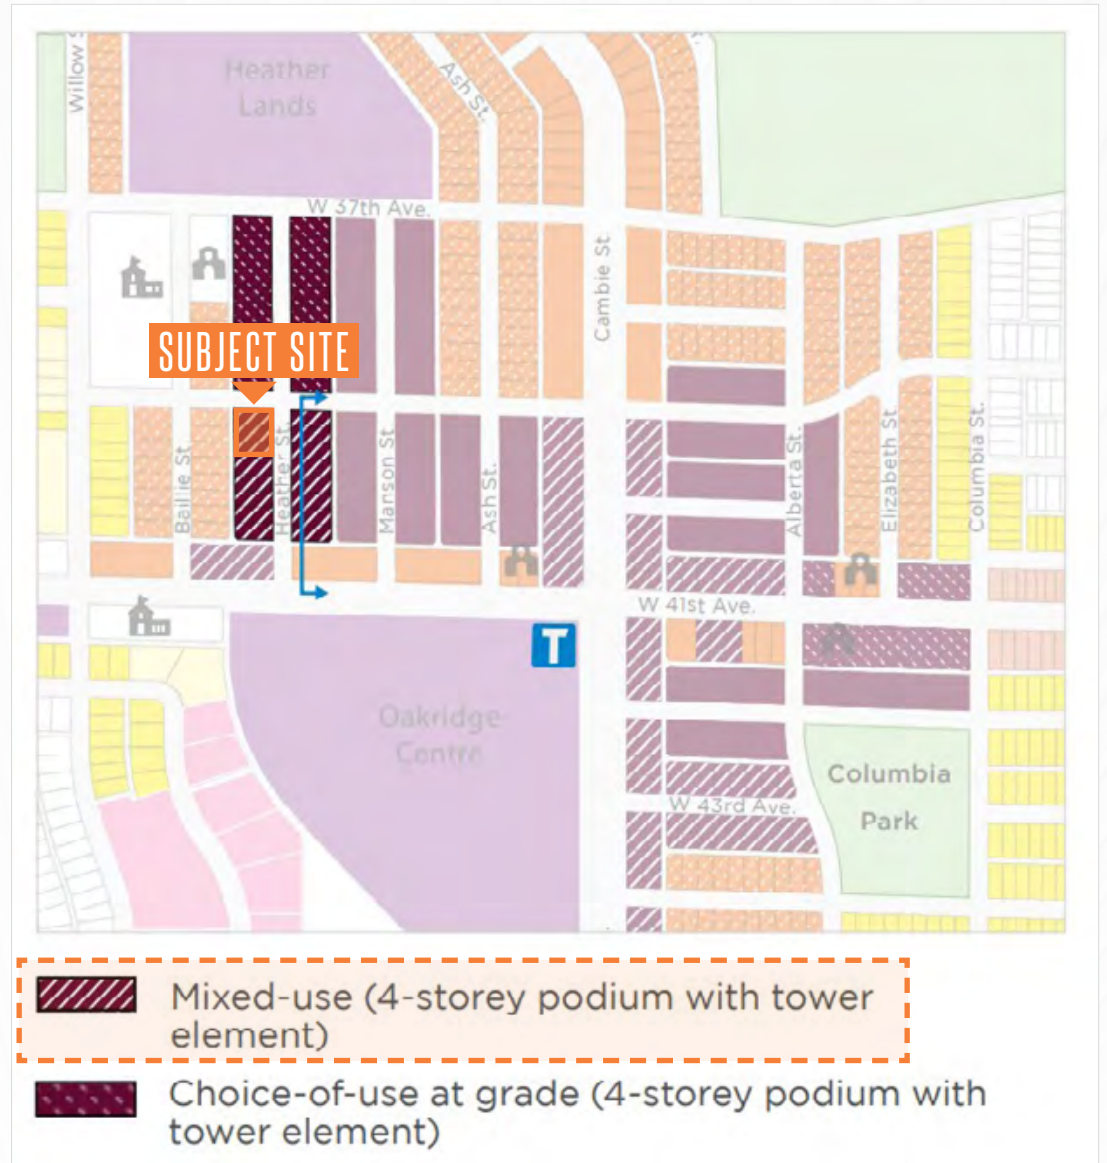 Willow S
Heather
Lands
Ash St.
W 37th Ave.
Cambie St.
SUBJECT SITE
Baillie St.
Heather St.
Manson St.
Ash St.
Alberta St.
Elizabeth St.
Columbia St.
W 41st Ave.
T
Oakridge
Centre
Columbia
Park
W 43rd Ave.
Mixed-use (4-storey podium with tower
element)
Choice-of-use at grade (4-storey podium with
tower element)